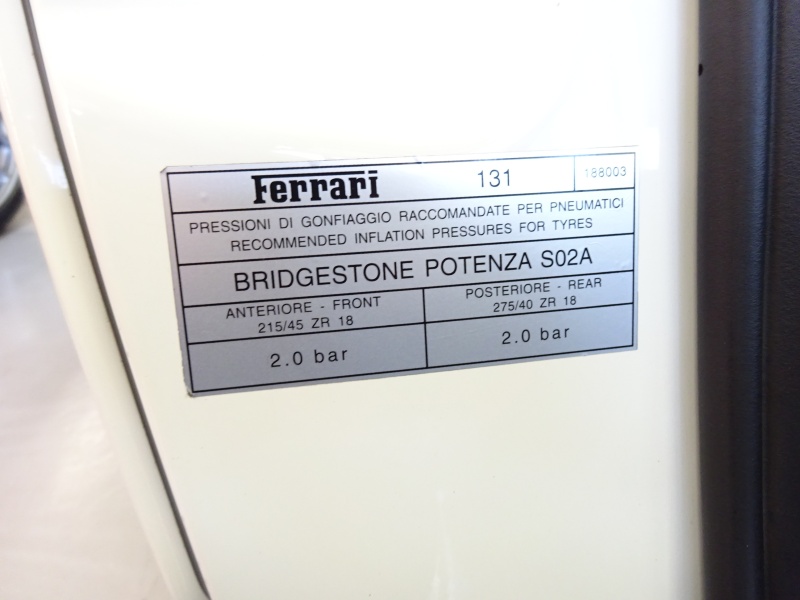 Ferrari 131 188003
PRESSIONI DI GONFIAGGIO RACCOMANDATE PER PNEUMATICI
RECOMMENDED INFLATION PRESSURES FOR TYRES
BRIDGESTONE POTENZA S02A
ANTERIORE - FRONT
215/45 ZR 18
POSTERIORE - REAR
275/40 ZR 18
2.0 bar
2.0 bar